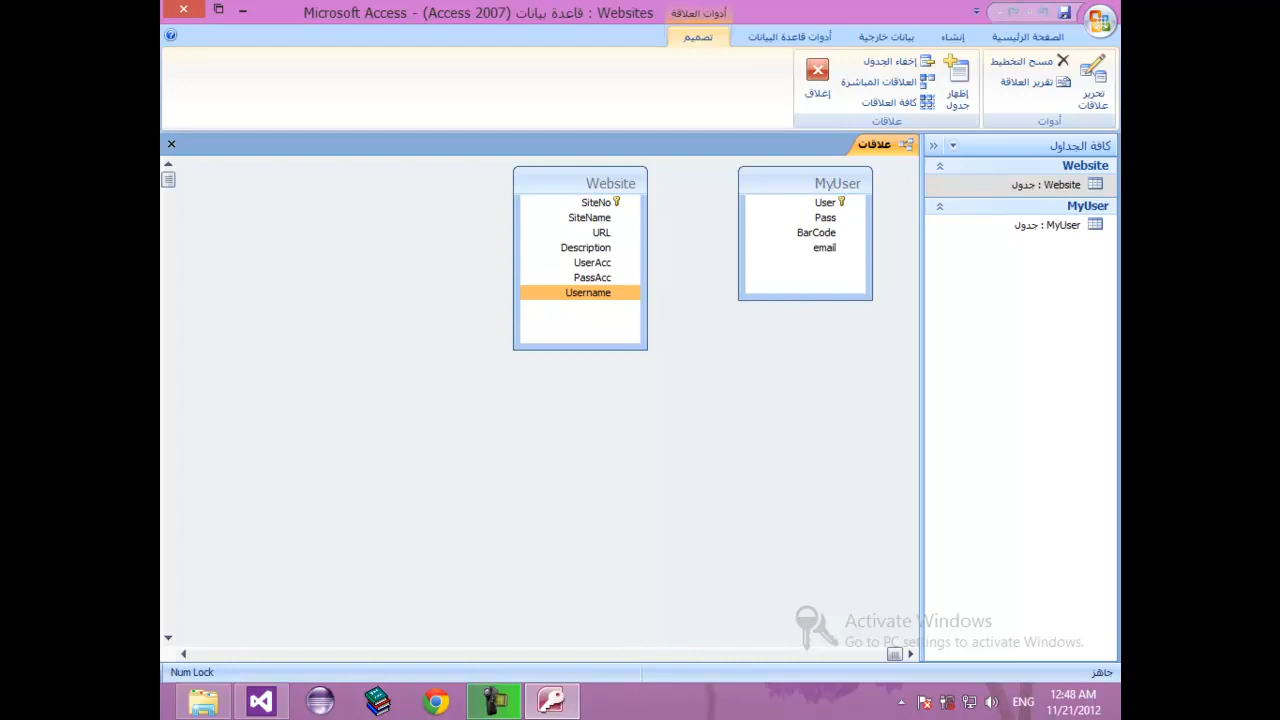 أدوات العلاقة
Websites : قاعدة بيانات (Access 2007) - Microsoft Access
الصفحة الرئيسية
إنشاء
بيانات خارجية
أدوات قاعدة البيانات
تصميم
تحرير علاقات
مسح التخطيط
تقرير العلاقة
أدوات
إظهار جدول
إخفاء الجدول
العلاقات المباشرة
كافة العلاقات
إغلاق
علاقات
كافة الجداول
Website
Website : جدول
MyUser
MyUser : جدول
علاقات
MyUser
User
Pass
BarCode
email
Website
SiteNo
SiteName
URL
Description
UserAcc
PassAcc
Username
Activate Windows
Go to PC settings to activate Windows.
جاهز
Num Lock
ENG
12:48 AM
11/21/2012